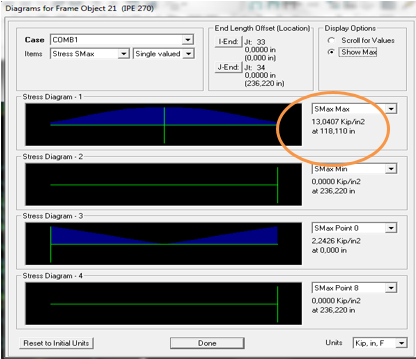 Diagrams for Frame Object 21 (IPE 270)
Case COMB1
Items Stress SMax Single valued
End Length Offset (Location)
I-End: Jt: 33
0,0000 in
(0,000 in)
J-End: Jt: 34
0,0000 in
(236,220 in)
Display Options
Scroll for Values
Show Max
Stress Diagram - 1
SMax Max
13,0407 Kip/in2
at 118,110 in
Stress Diagram - 2
SMax Min
0,0000 Kip/in2
at 236,220 in
Stress Diagram - 3
SMax Point 0
2,2426 Kip/in2
at 0,000 in
Stress Diagram - 4
SMax Point 8
0,0000 Kip/in2
at 236,220 in
Reset to Initial Units
Done
Units Kip, in, F